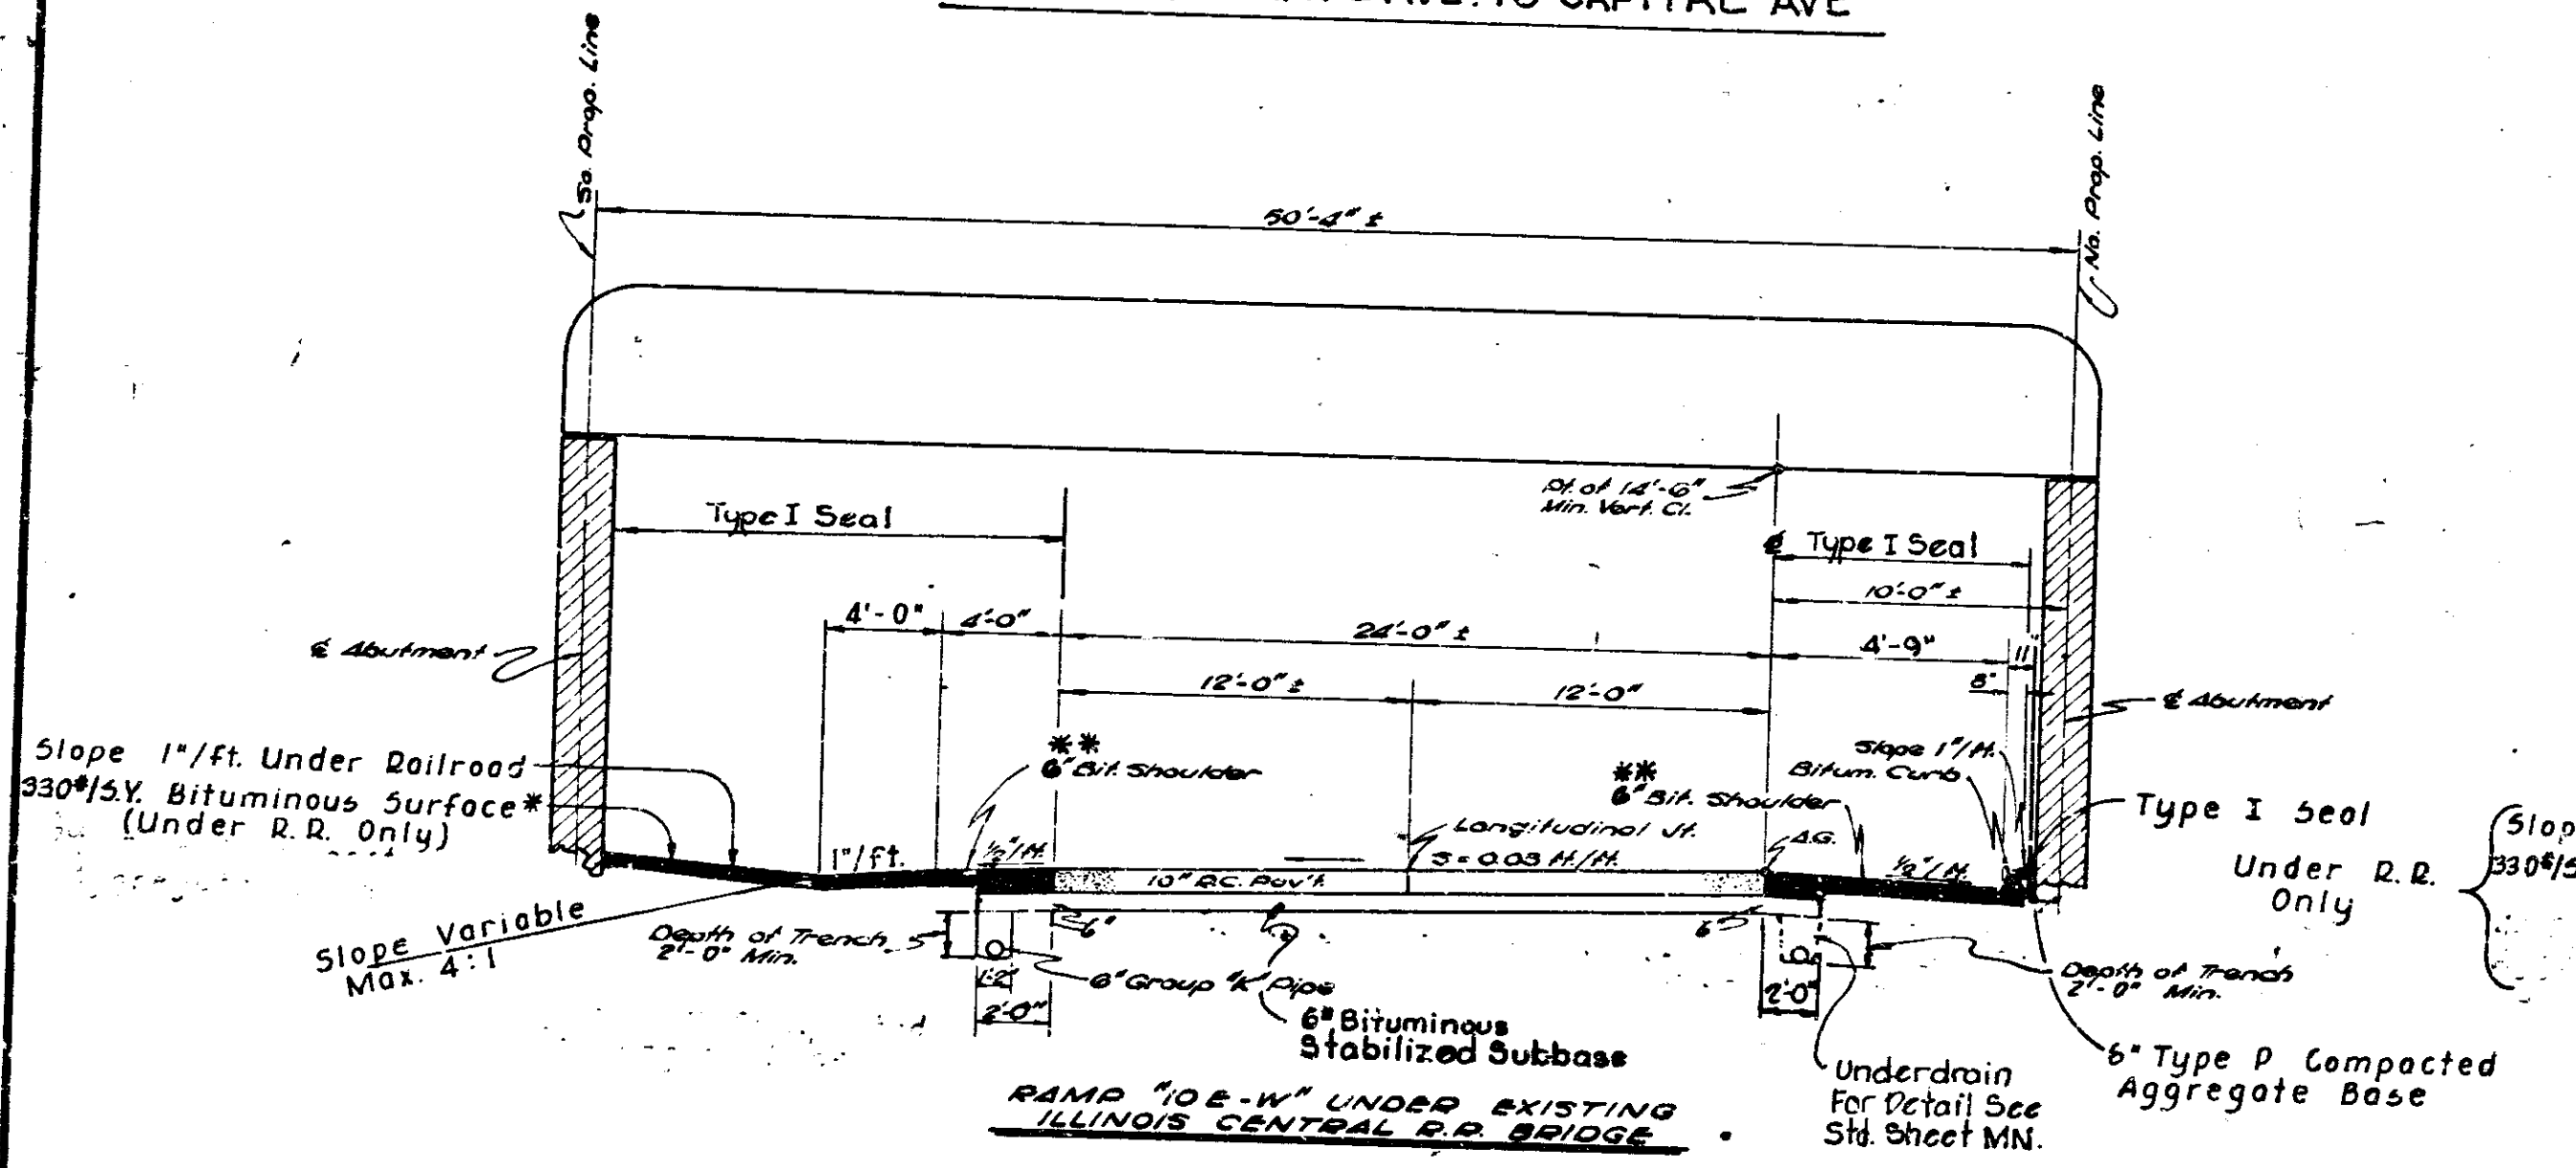 AVE. TO CAPITAL AVE
So. Prop. Line
No. Prop. Line
50'-4" ±
Pt. of 14'-6"
Min. Vert. Cl.
Type I Seal
Type I Seal
10'-0" ±
4'-0"
4'-0"
24'-0" ±
4'-9"
11"
8"
12'-0" ±
12'-0"
℄ Abutment
℄ Abutment
Slope 1"/ft. Under Railroad
330#/S.Y. Bituminous Surface*
(Under R.R. Only)
**
6" Bit. Shoulder
**
6" Bit. Shoulder
Slope 1"/ft.
Bitum. Curb
Type I Seal
Under R.R.
Only
Slop
330#/S
Longitudinal Jt.
S = 0.03 ft./ft.
Δ.G.
1"/ft.
½"/ft.
½"/ft.
10" P.C. Pav't.
Slope Variable
Max. 4:1
Depth of Trench
2'-0" Min.
6"
6"
1'-2"
2'-0"
2'-0"
6" Group "K" Pipe
6" Bituminous
Stabilized Subbase
Depth of Trench
2'-0" Min.
6" Type P Compacted
Aggregate Base
Underdrain
For Detail See
Std. Sheet MN.
RAMP "10 E-W" UNDER EXISTING
ILLINOIS CENTRAL R.R. BRIDGE